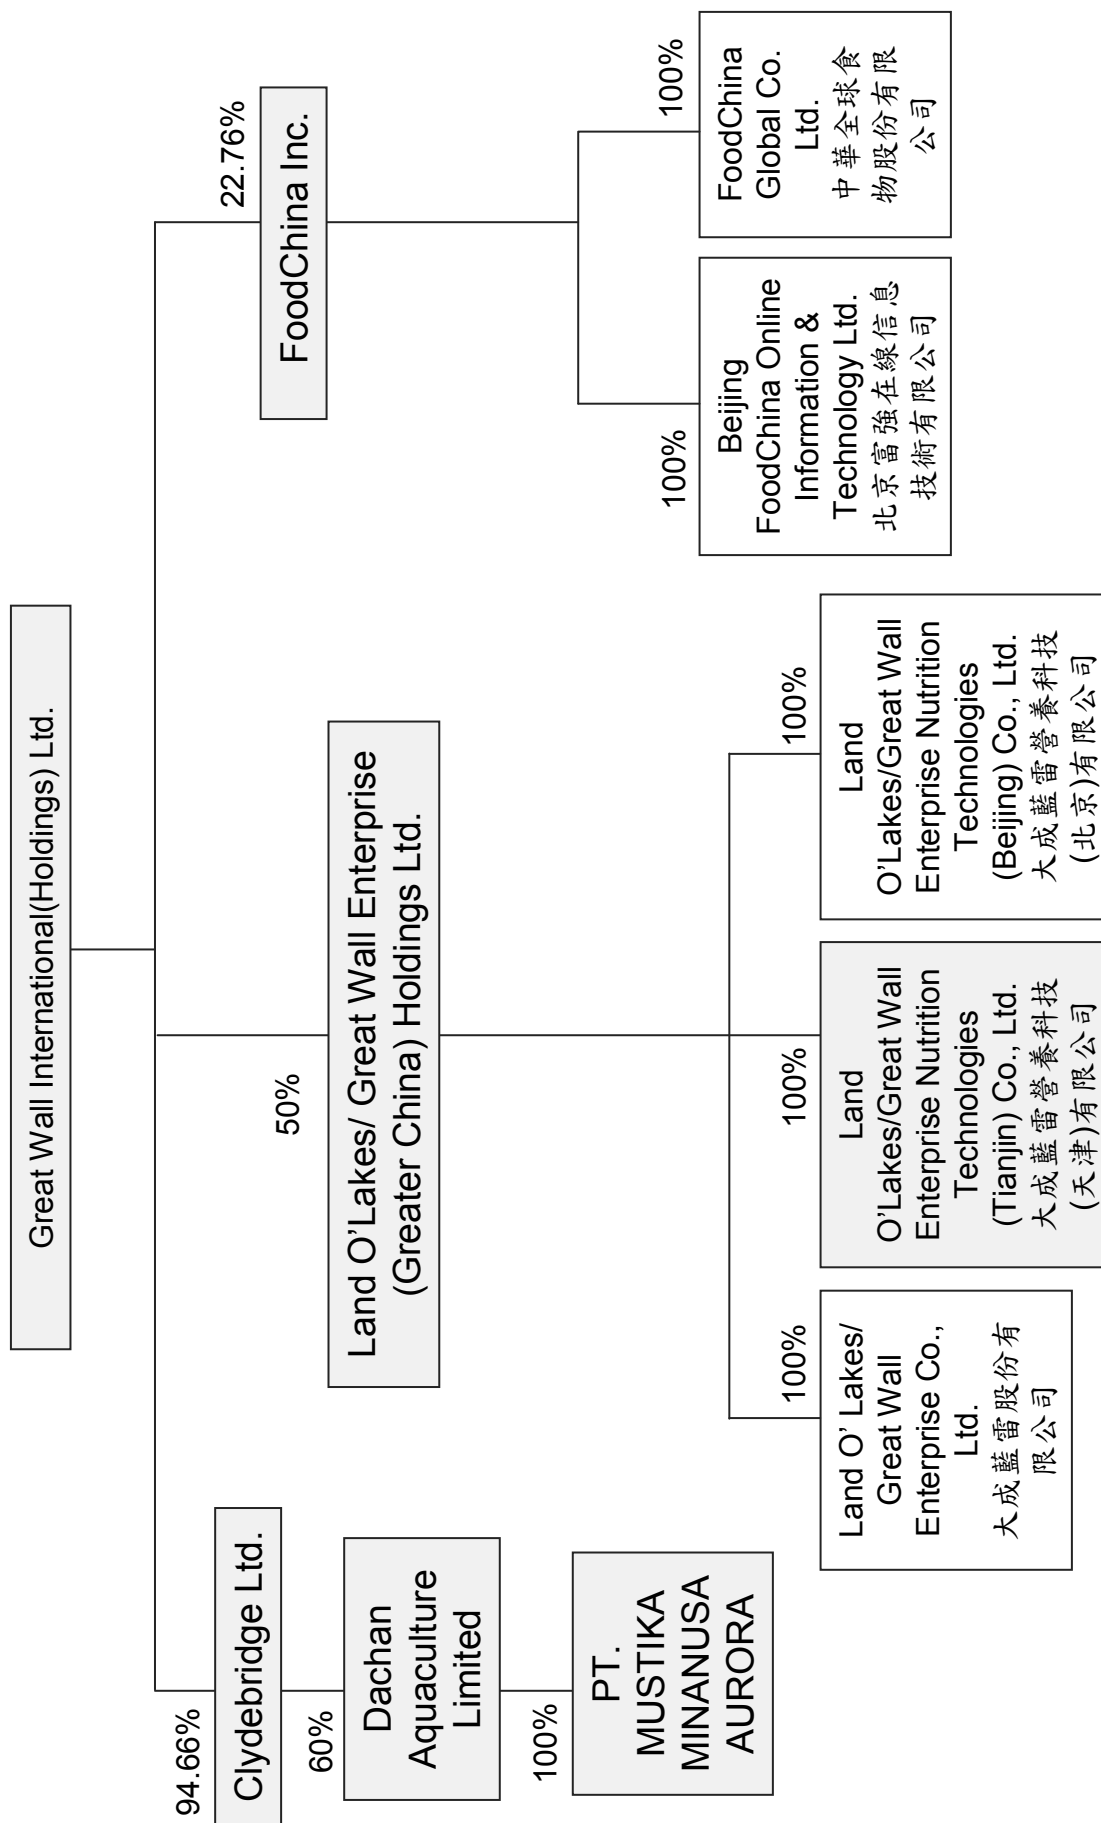 Great Wall International(Holdings) Ltd.
94.66%
Clydebridge Ltd.
60%
Dachan
Aquaculture
Limited
100%
PT.
MUSTIKA
MINANUSA
AURORA
50%
Land O'Lakes/ Great Wall Enterprise
(Greater China) Holdings Ltd.
100%
Land O' Lakes/
Great Wall
Enterprise Co.,
Ltd.
大成藍雷股份有
限公司
100%
Land
O'Lakes/Great Wall
Enterprise Nutrition
Technologies
(Tianjin) Co., Ltd.
大成藍雷營養科技
(天津)有限公司
100%
Land
O'Lakes/Great Wall
Enterprise Nutrition
Technologies
(Beijing) Co., Ltd.
大成藍雷營養科技
(北京)有限公司
22.76%
FoodChina Inc.
100%
Beijing
FoodChina Online
Information &
Technology Ltd.
北京富強在線信息
技術有限公司
100%
FoodChina
Global Co.
Ltd.
中華全球食
物股份有限
公司